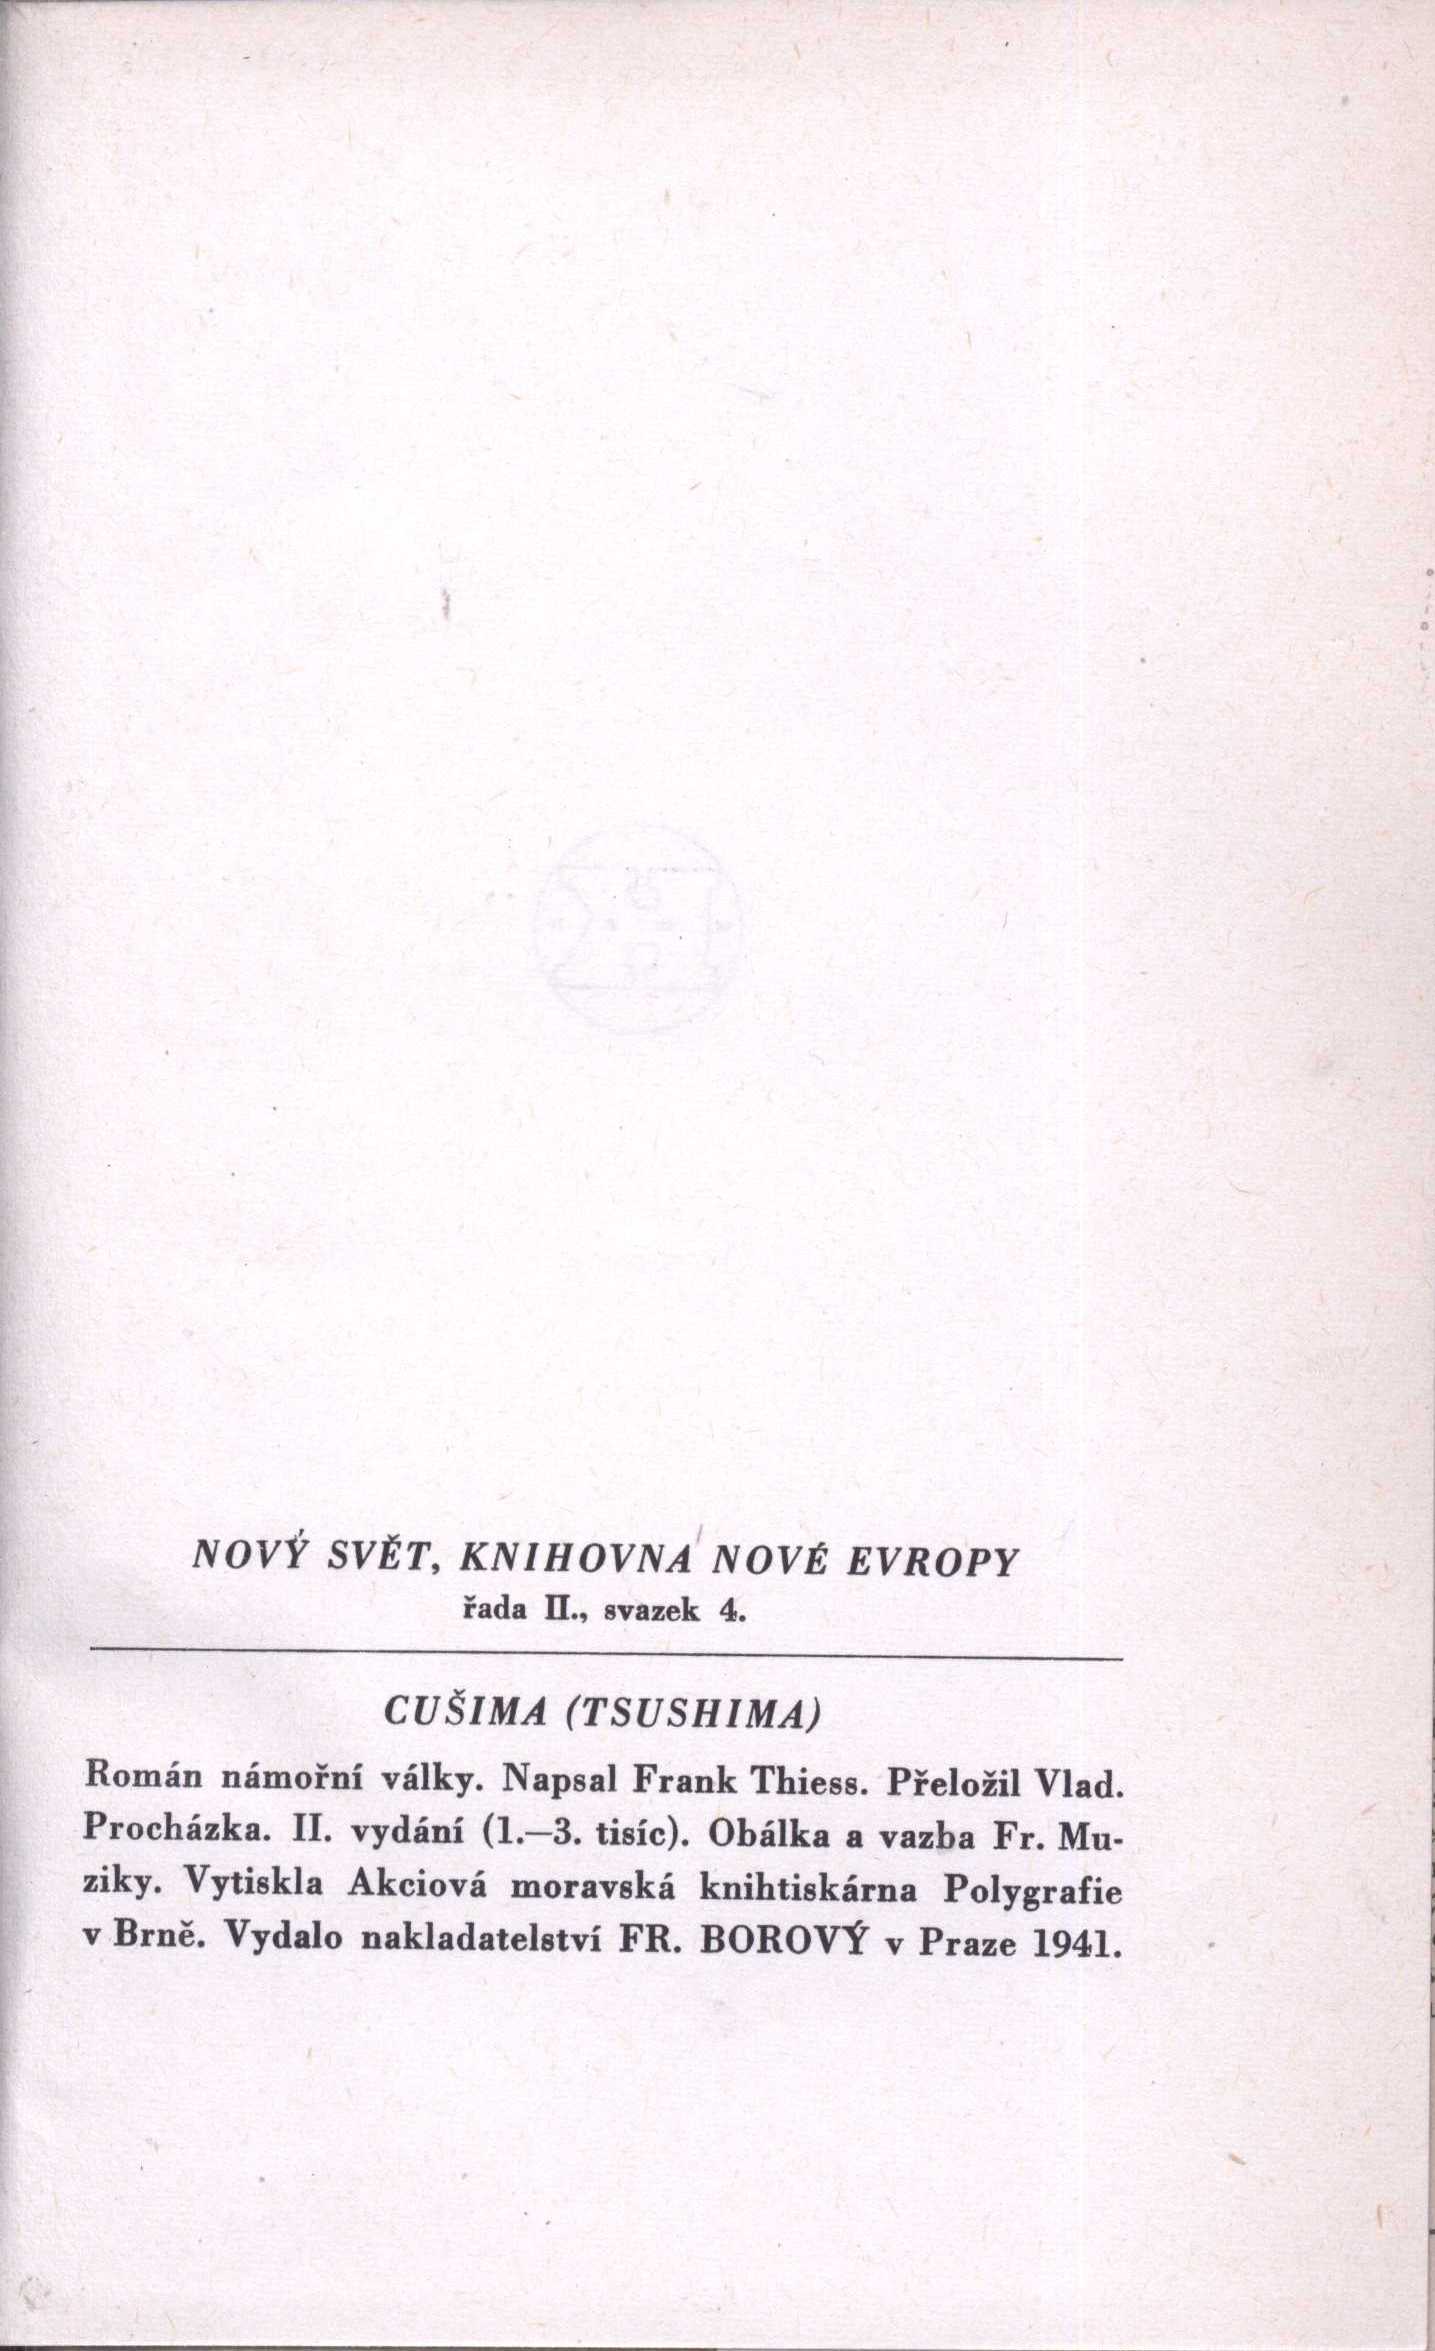 NOVÝ SVĚT, KNIHOVNA NOVÉ EVROPY
řada II., svazek 4.
CUŠIMA (TSUSHIMA)
Román námořní války. Napsal Frank Thiess. Přeložil Vlad.
Procházka. II. vydání (1.—3. tisíc). Obálka a vazba Fr. Mu-
ziky. Vytiskla Akciová moravská knihtiskárna Polygrafie
v Brně. Vydalo nakladatelství FR. BOROVÝ v Praze 1941.